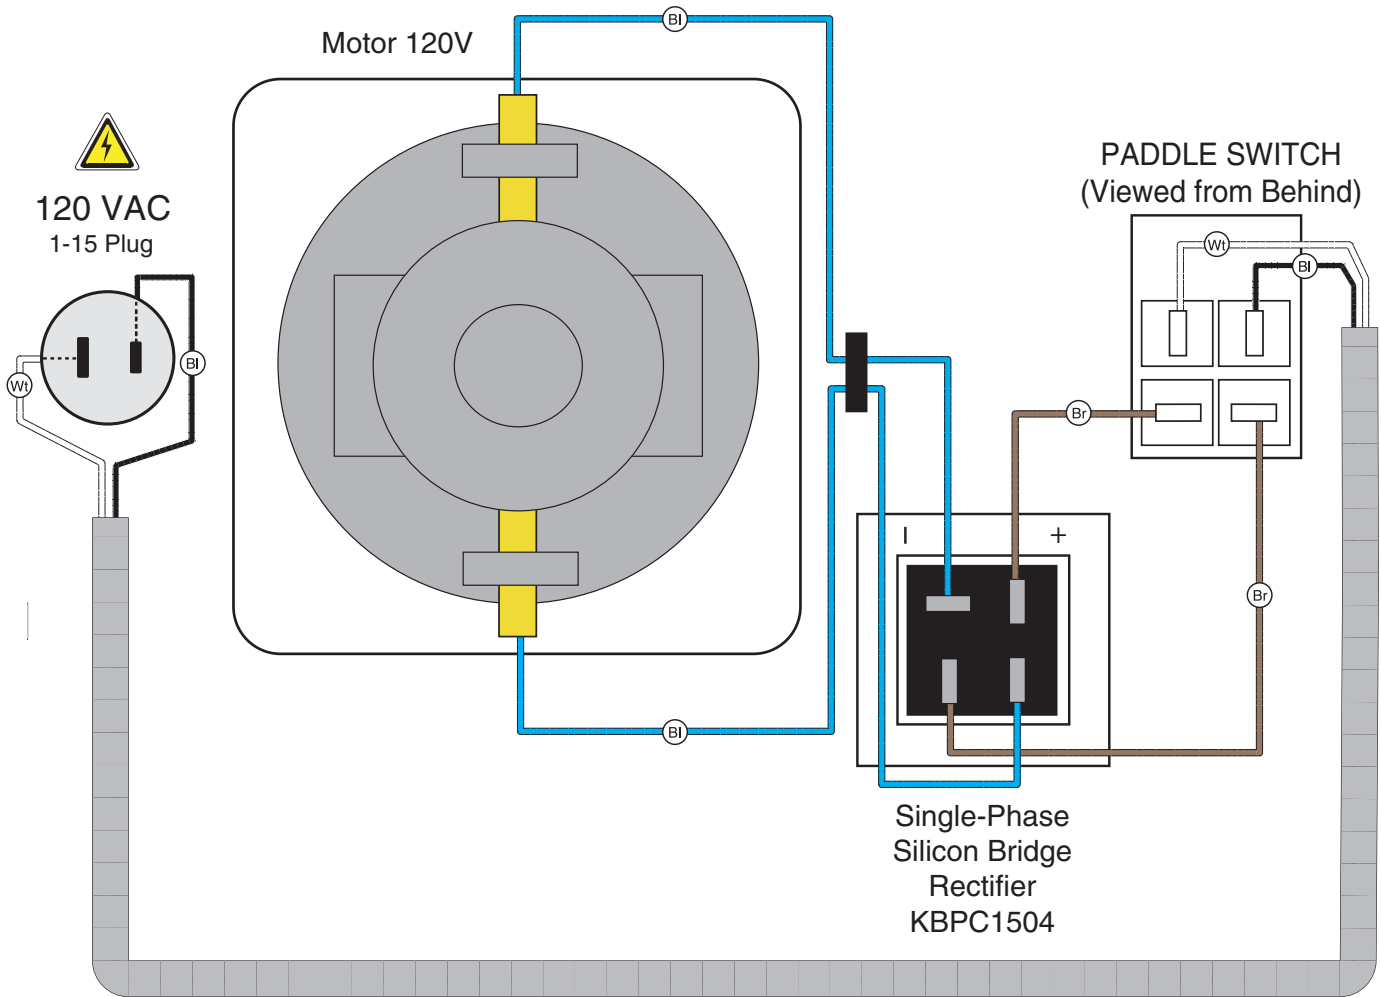 Bl
Motor 120V
120 VAC
1-15 Plug
Bl
Wt
PADDLE SWITCH
(Viewed from Behind)
Wt
Bl
Br
I
+
Br
Bl
Single-Phase
Silicon Bridge
Rectifier
KBPC1504